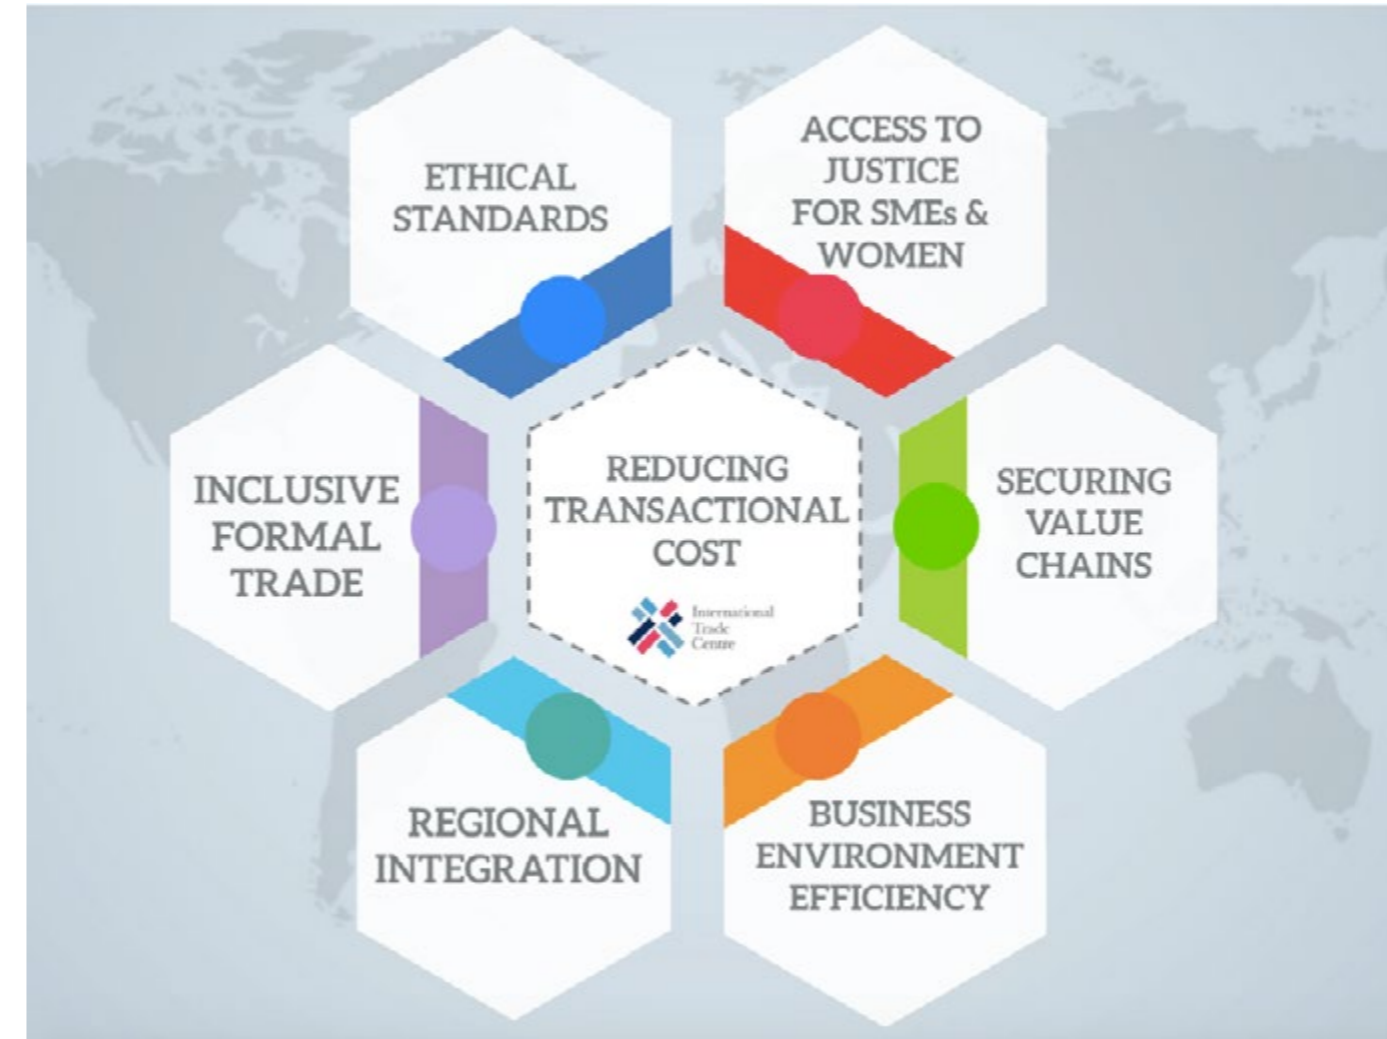 ETHICAL
STANDARDS
ACCESS TO
JUSTICE
FOR SMEs &
WOMEN
INCLUSIVE
FORMAL
TRADE
REDUCING
TRANSACTIONAL
COST
International
Trade
Centre
SECURING
VALUE
CHAINS
REGIONAL
INTEGRATION
BUSINESS
ENVIRONMENT
EFFICIENCY